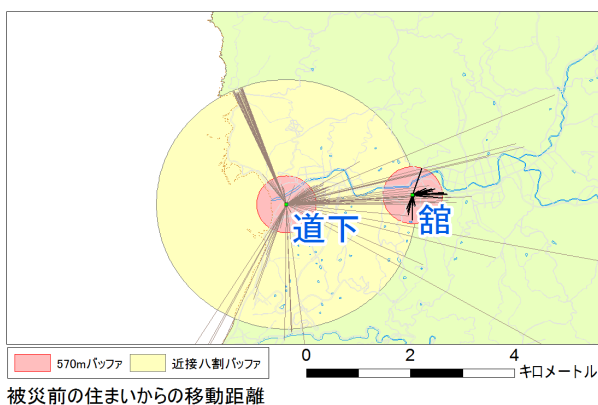 道下
舘
570mバッファ
近接八割バッファ
0 2 4
キロメートル
被災前の住まいからの移動距離